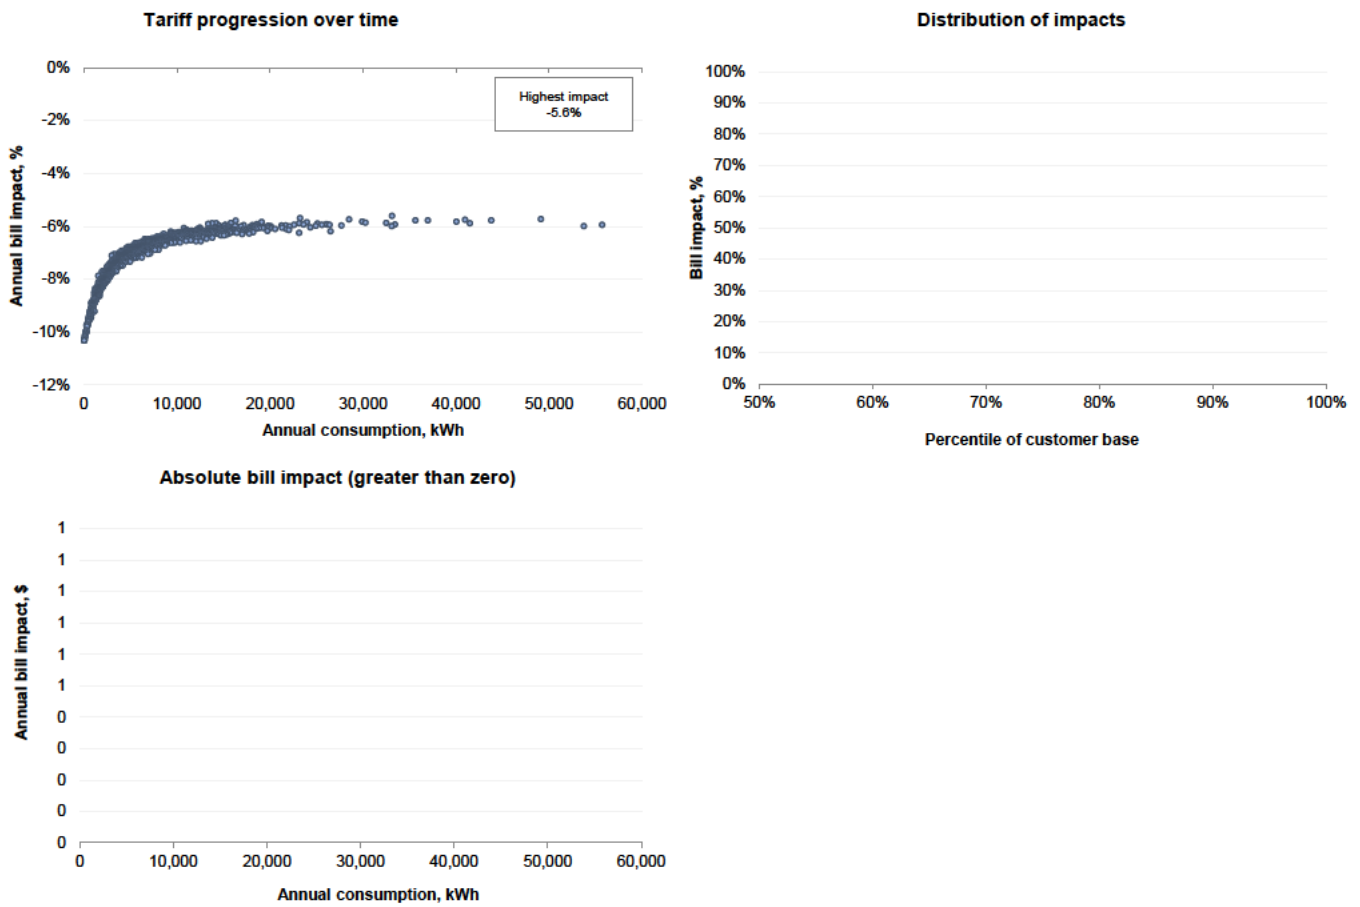 Tariff progression over time
0%
-2%
-4%
-6%
-8%
-10%
-12%
Annual bill impact, %
Highest impact
-5.6%
0 10,000 20,000 30,000 40,000 50,000 60,000
Annual consumption, kWh
Distribution of impacts
100%
90%
80%
70%
60%
50%
40%
30%
20%
10%
0%
Bill impact, %
50% 60% 70% 80% 90% 100%
Percentile of customer base
Absolute bill impact (greater than zero)
1
1
1
1
1
1
0
0
0
0
0
Annual bill impact, $
0 10,000 20,000 30,000 40,000 50,000 60,000
Annual consumption, kWh